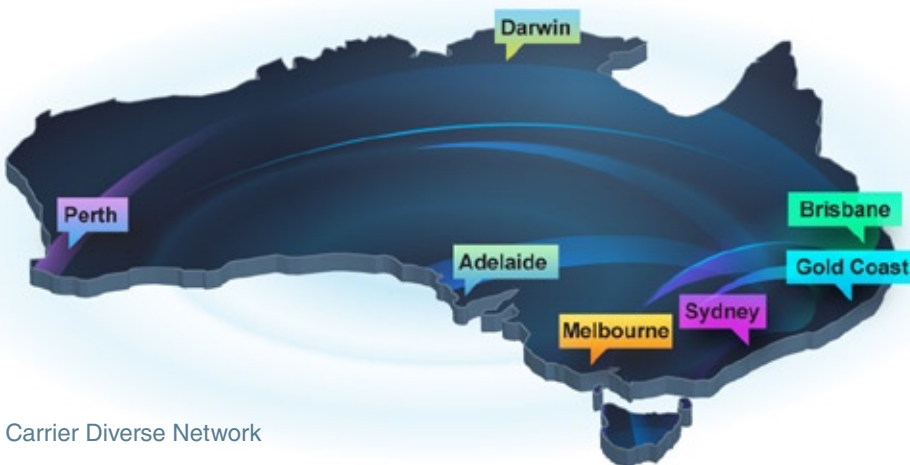 Darwin
Perth
Brisbane
Adelaide
Gold Coast
Sydney
Melbourne
Carrier Diverse Network